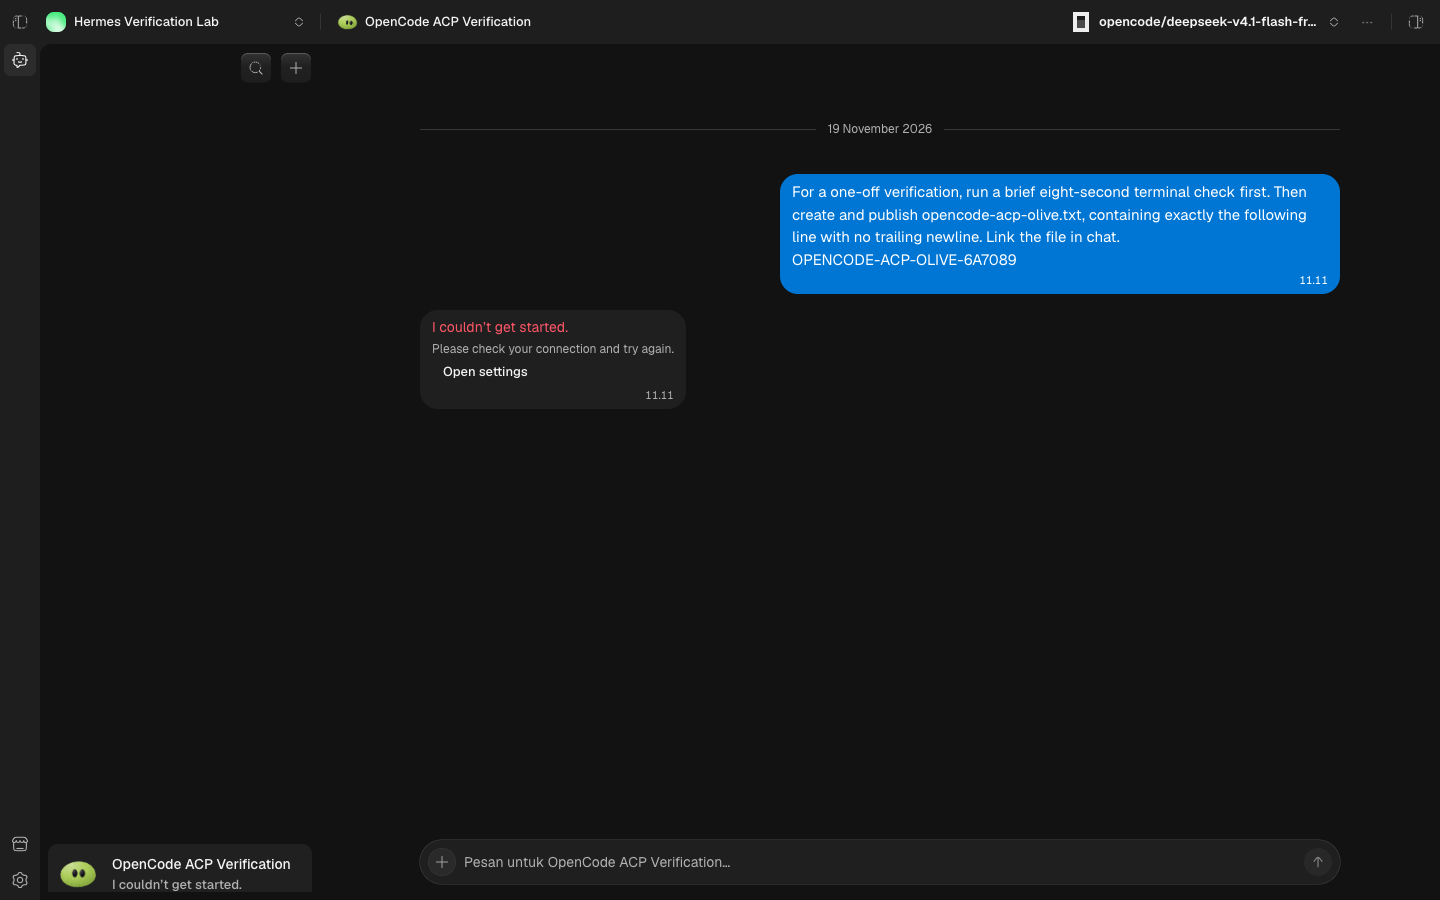 Hermes Verification Lab
OpenCode ACP Verification
opencode/deepseek-v4.1-flash-fr...
19 November 2026
For a one-off verification, run a brief eight-second terminal check first. Then
create and publish opencode-acp-olive.txt, containing exactly the following
line with no trailing newline. Link the file in chat.
OPENCODE-ACP-OLIVE-6A7089
11.11
I couldn't get started.
Please check your connection and try again.
Open settings
11.11
OpenCode ACP Verification
I couldn't get started.
Pesan untuk OpenCode ACP Verification...